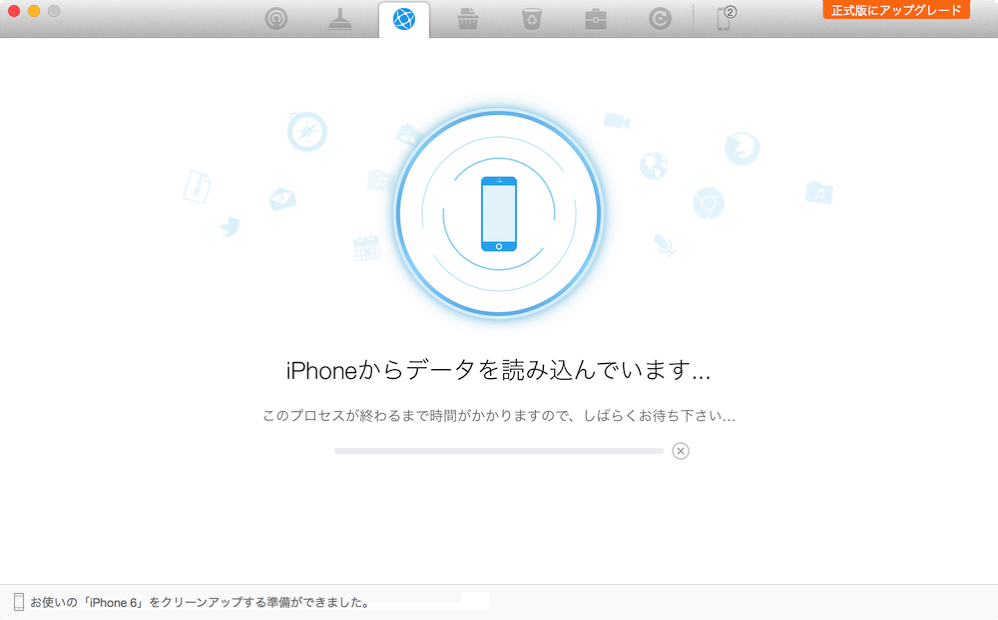 ②
正式版にアップグレード
iPhoneからデータを読み込んでいます...
このプロセスが終わるまで時間がかかりますので、しばらくお待ち下さい...
お使いの「iPhone 6」をクリーンアップする準備ができました。